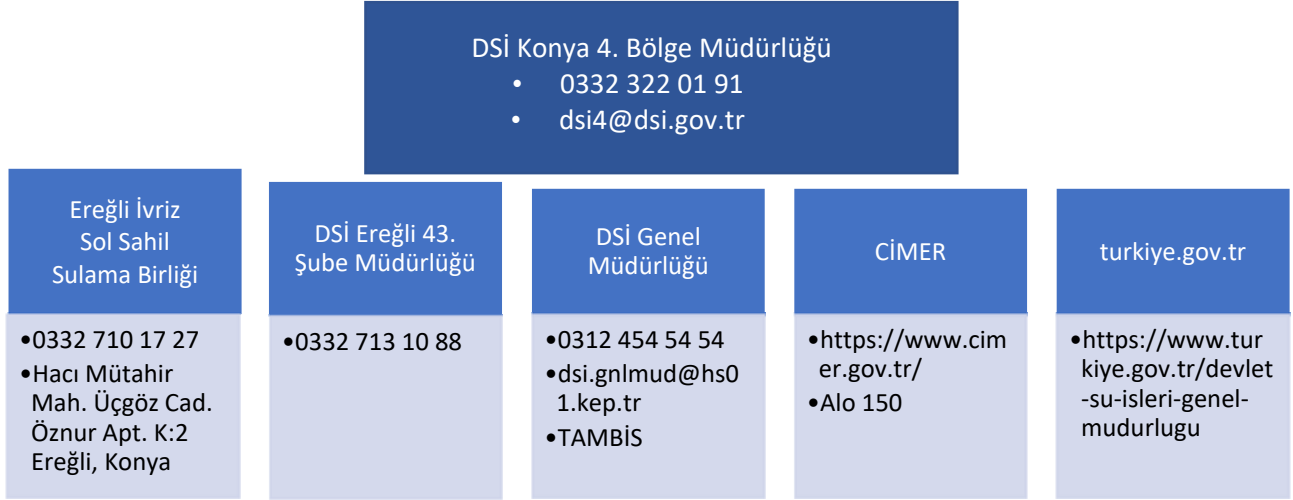 DSİ Konya 4. Bölge Müdürlüğü
• 0332 322 01 91
• dsi4@dsi.gov.tr
Ereğli İvriz
Sol Sahil
Sulama Birliği
•0332 710 17 27
•Hacı Mütahir
Mah. Üçgöz Cad.
Öznur Apt. K:2
Ereğli, Konya
DSİ Ereğli 43.
Şube Müdürlüğü
•0332 713 10 88
DSİ Genel
Müdürlüğü
•0312 454 54 54
•dsi.gnlmud@hs0
1.kep.tr
•TAMBİS
CİMER
•https://www.cim
er.gov.tr/
•Alo 150
turkiye.gov.tr
•https://www.tur
kiye.gov.tr/devlet
-su-isleri-genel-
mudurlugu